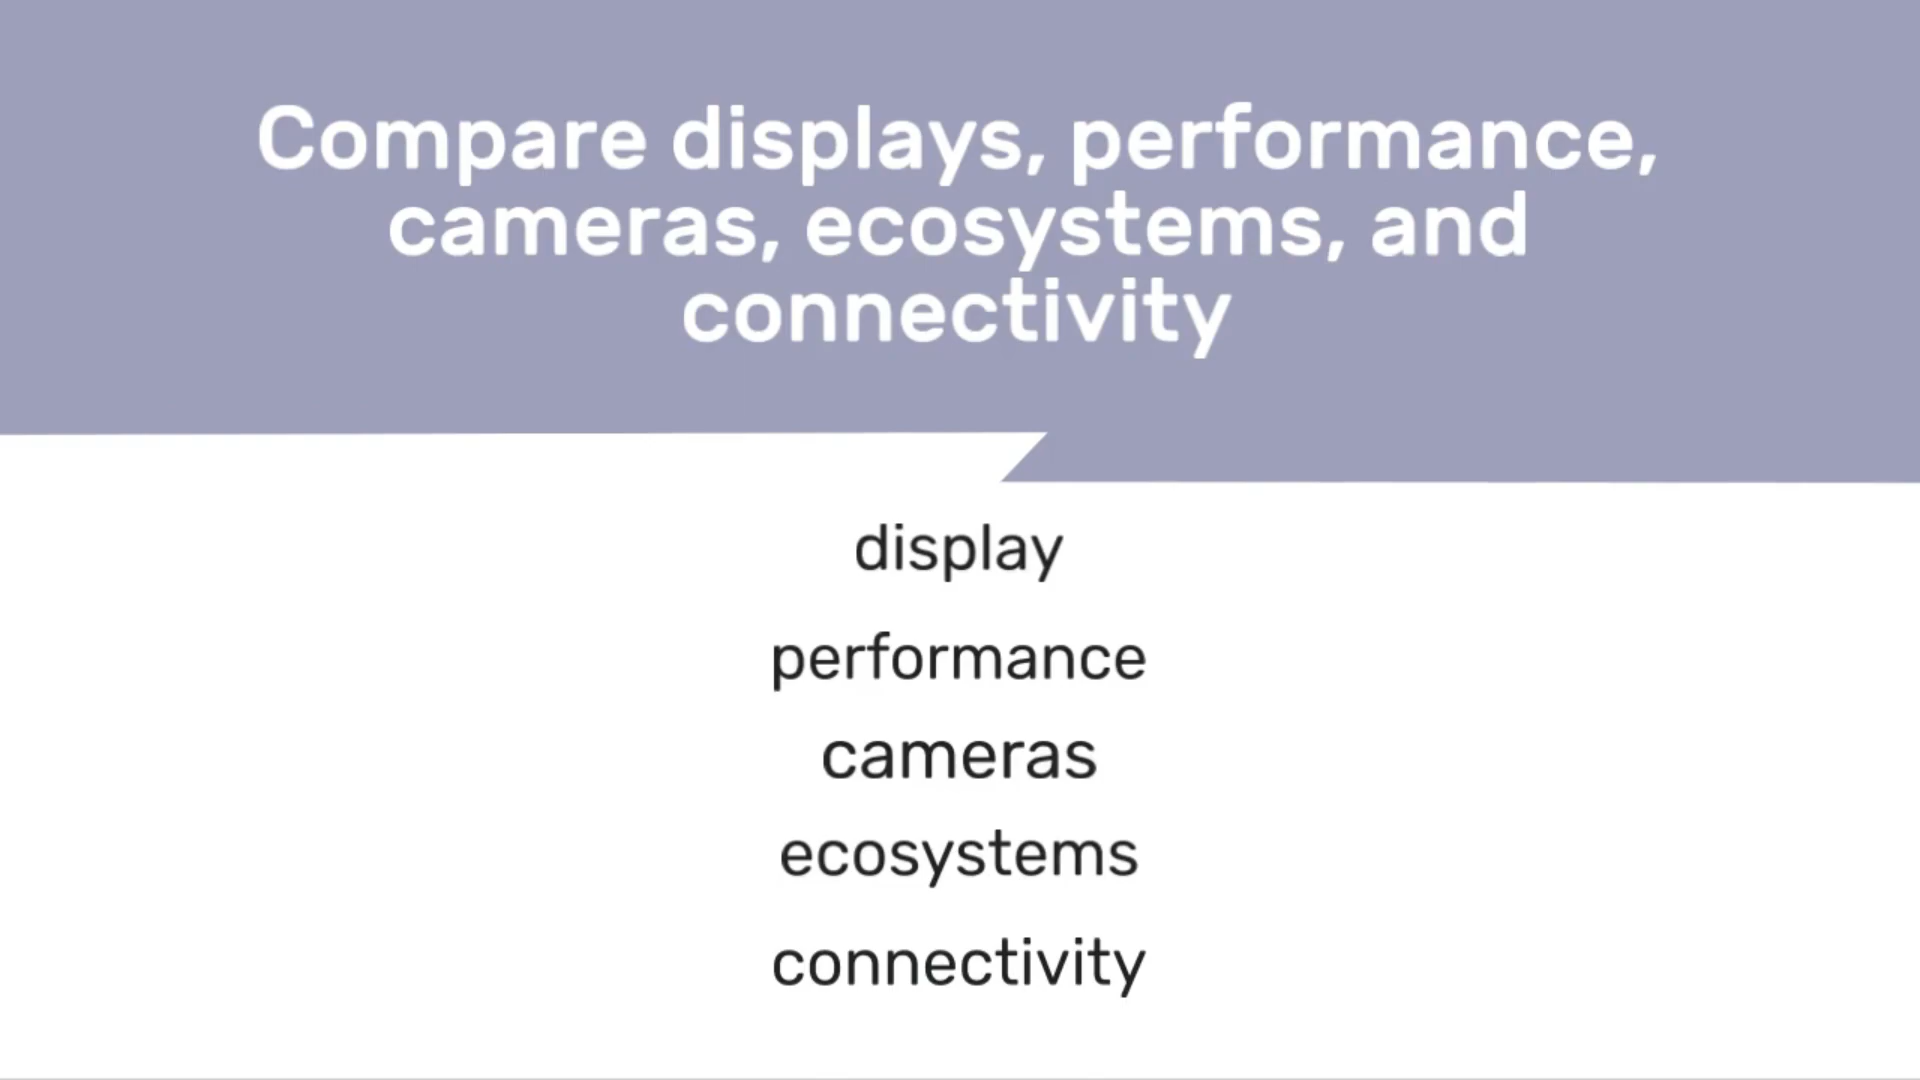 Compare displays, performance,
cameras, ecosystems, and
connectivity
display
performance
cameras
ecosystems
connectivity